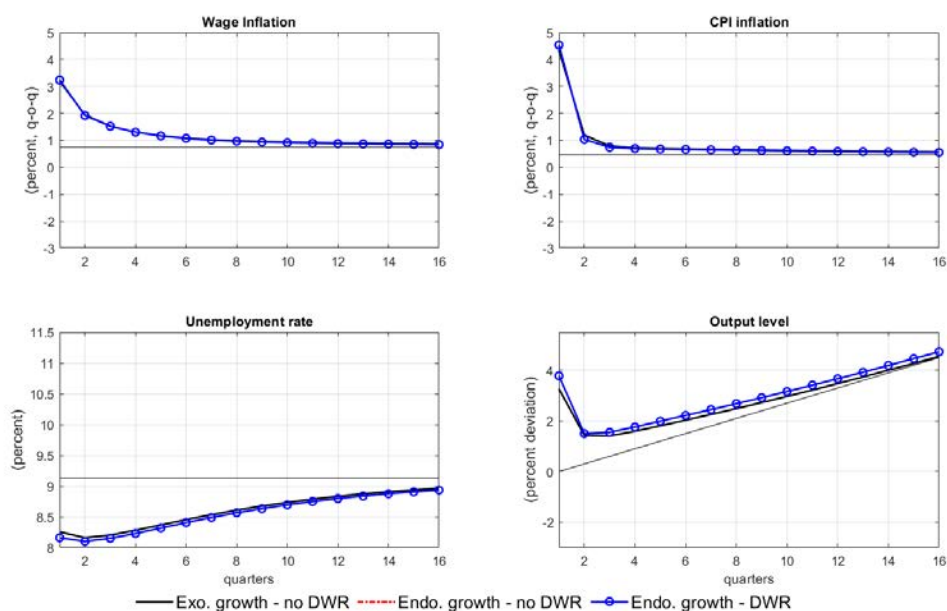 Wage Inflation
(percent, q-o-q)
5
4
3
2
1
0
-1
-2
-3
2 4 6 8 10 12 14 16
CPI inflation
(percent, q-o-q)
5
4
3
2
1
0
-1
-2
-3
2 4 6 8 10 12 14 16
Unemployment rate
(percent)
11.5
11
10.5
10
9.5
9
8.5
8
2 4 6 8 10 12 14 16
quarters
Output level
(percent deviation)
4
2
0
-2
2 4 6 8 10 12 14 16
quarters
Exo. growth - no DWR Endo. growth - no DWR Endo. growth - DWR